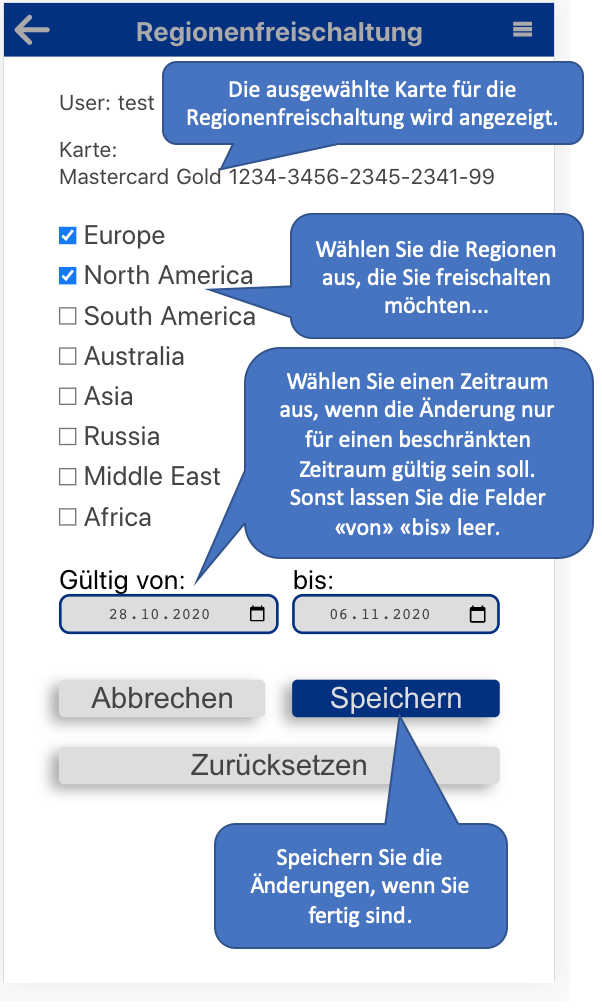 Regionenfreischaltung
User: test
Die ausgewählte Karte für die
Regionenfreischaltung wird angezeigt.
Karte:
Mastercard Gold 1234-3456-2345-2341-99
Europe
North America
Wählen Sie die Regionen
aus, die Sie freischalten
möchten...
South America
Australia
Asia
Russia
Middle East
Africa
Wählen Sie einen Zeitraum
aus, wenn die Änderung nur
für einen beschränkten
Zeitraum gültig sein soll.
Sonst lassen Sie die Felder
«von» «bis» leer.
Gültig von:
bis:
28.10.2020
06.11.2020
Abbrechen
Speichern
Zurücksetzen
Speichern Sie die
Änderungen, wenn Sie
fertig sind.